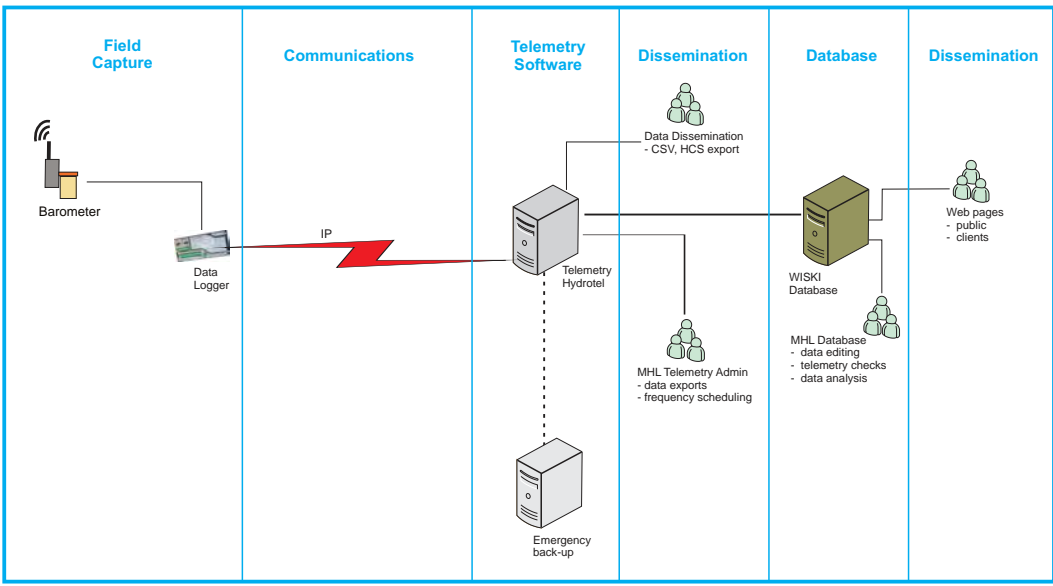 Field
Capture
Communications
Telemetry
Software
Dissemination
Database
Dissemination
Barometer
Data
Logger
IP
Data Dissemination
- CSV, HCS export
Telemetry
Hydrotel
MHL Telemetry Admin
- data exports
- frequency scheduling
Emergency
back-up
WISKI
Database
MHL Database
- data editing
- telemetry checks
- data analysis
Web pages
- public
- clients